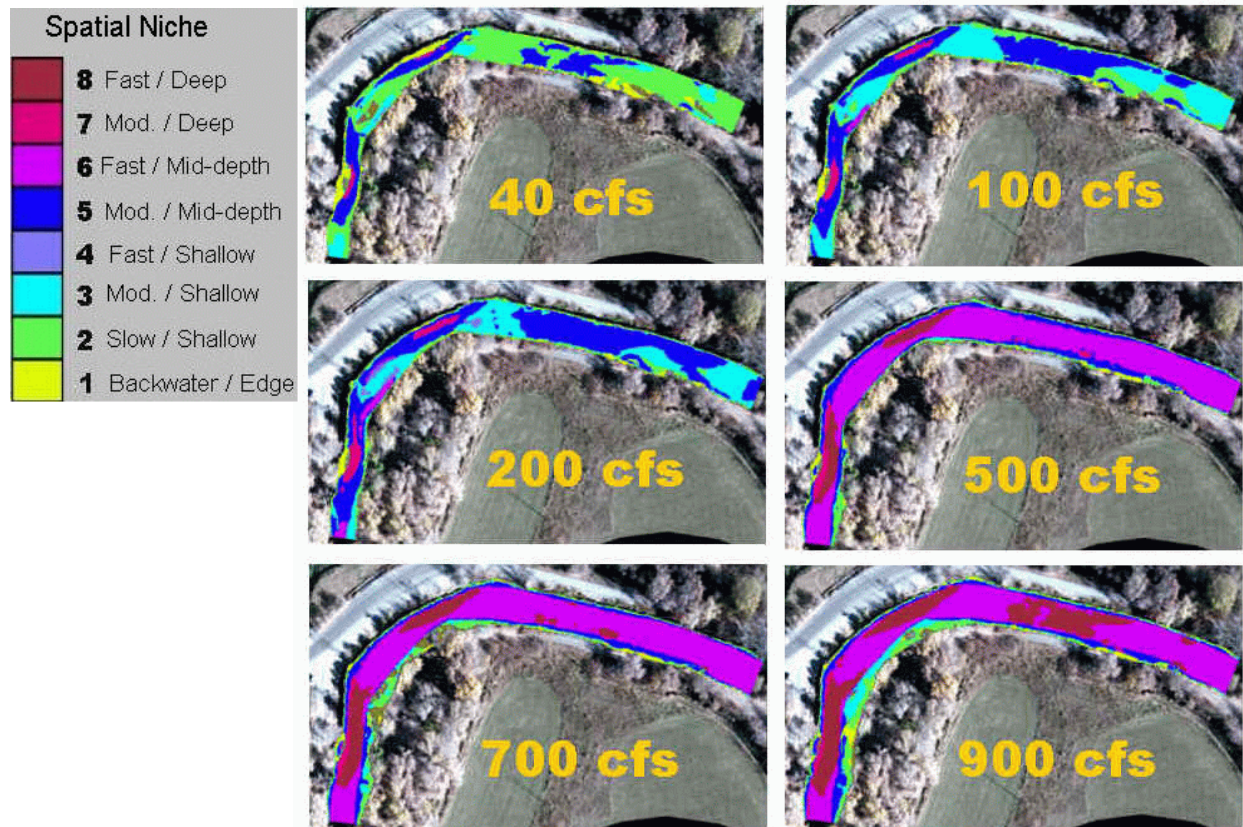 Spatial Niche
8 Fast / Deep
7 Mod. / Deep
6 Fast / Mid-depth
5 Mod. / Mid-depth
4 Fast / Shallow
3 Mod. / Shallow
2 Slow / Shallow
1 Backwater / Edge
40 cfs
100 cfs
200 cfs
500 cfs
700 cfs
900 cfs